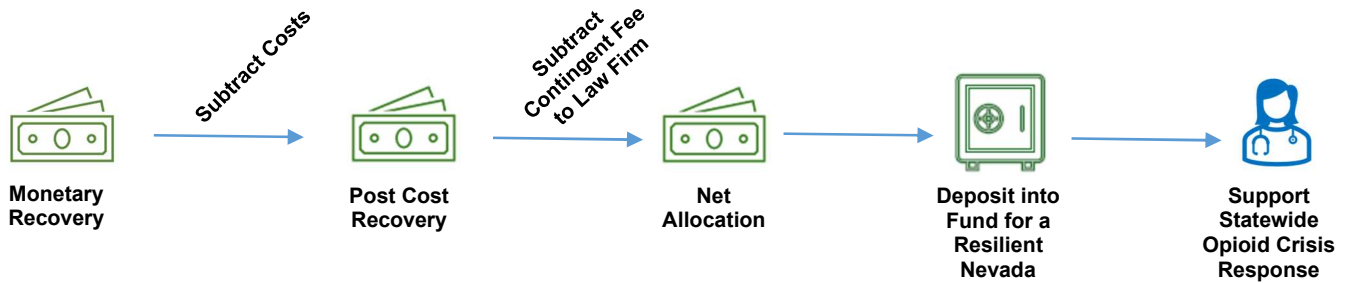 Subtract Costs
Subtract
Contingent Fee
to Law Firm
Monetary
Recovery
Post Cost
Recovery
Net
Allocation
Deposit into
Fund for a
Resilient
Nevada
Support
Statewide
Opioid Crisis
Response